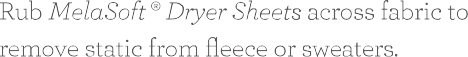 Rub MelaSoft® Dryer Sheets across fabric to
remove static from fleece or sweaters.